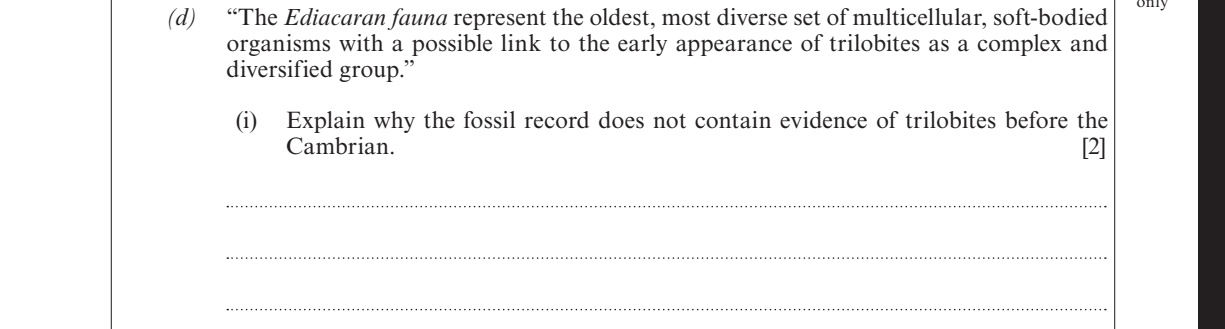 only
(d) “The Ediacaran fauna represent the oldest, most diverse set of multicellular, soft-bodied
organisms with a possible link to the early appearance of trilobites as a complex and
diversified group.”
(i) Explain why the fossil record does not contain evidence of trilobites before the
Cambrian. [2]